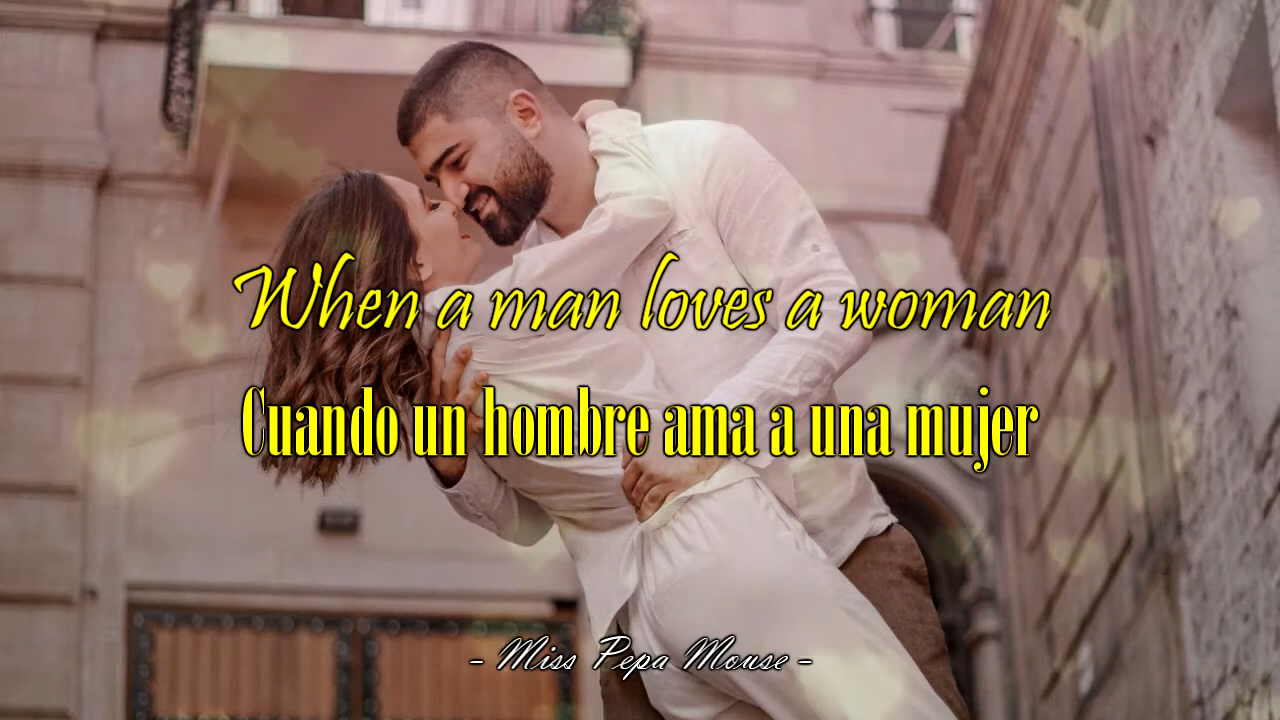 When a man loves a woman
Cuando un hombre ama a una mujer
- Miss Pepa Mouse -